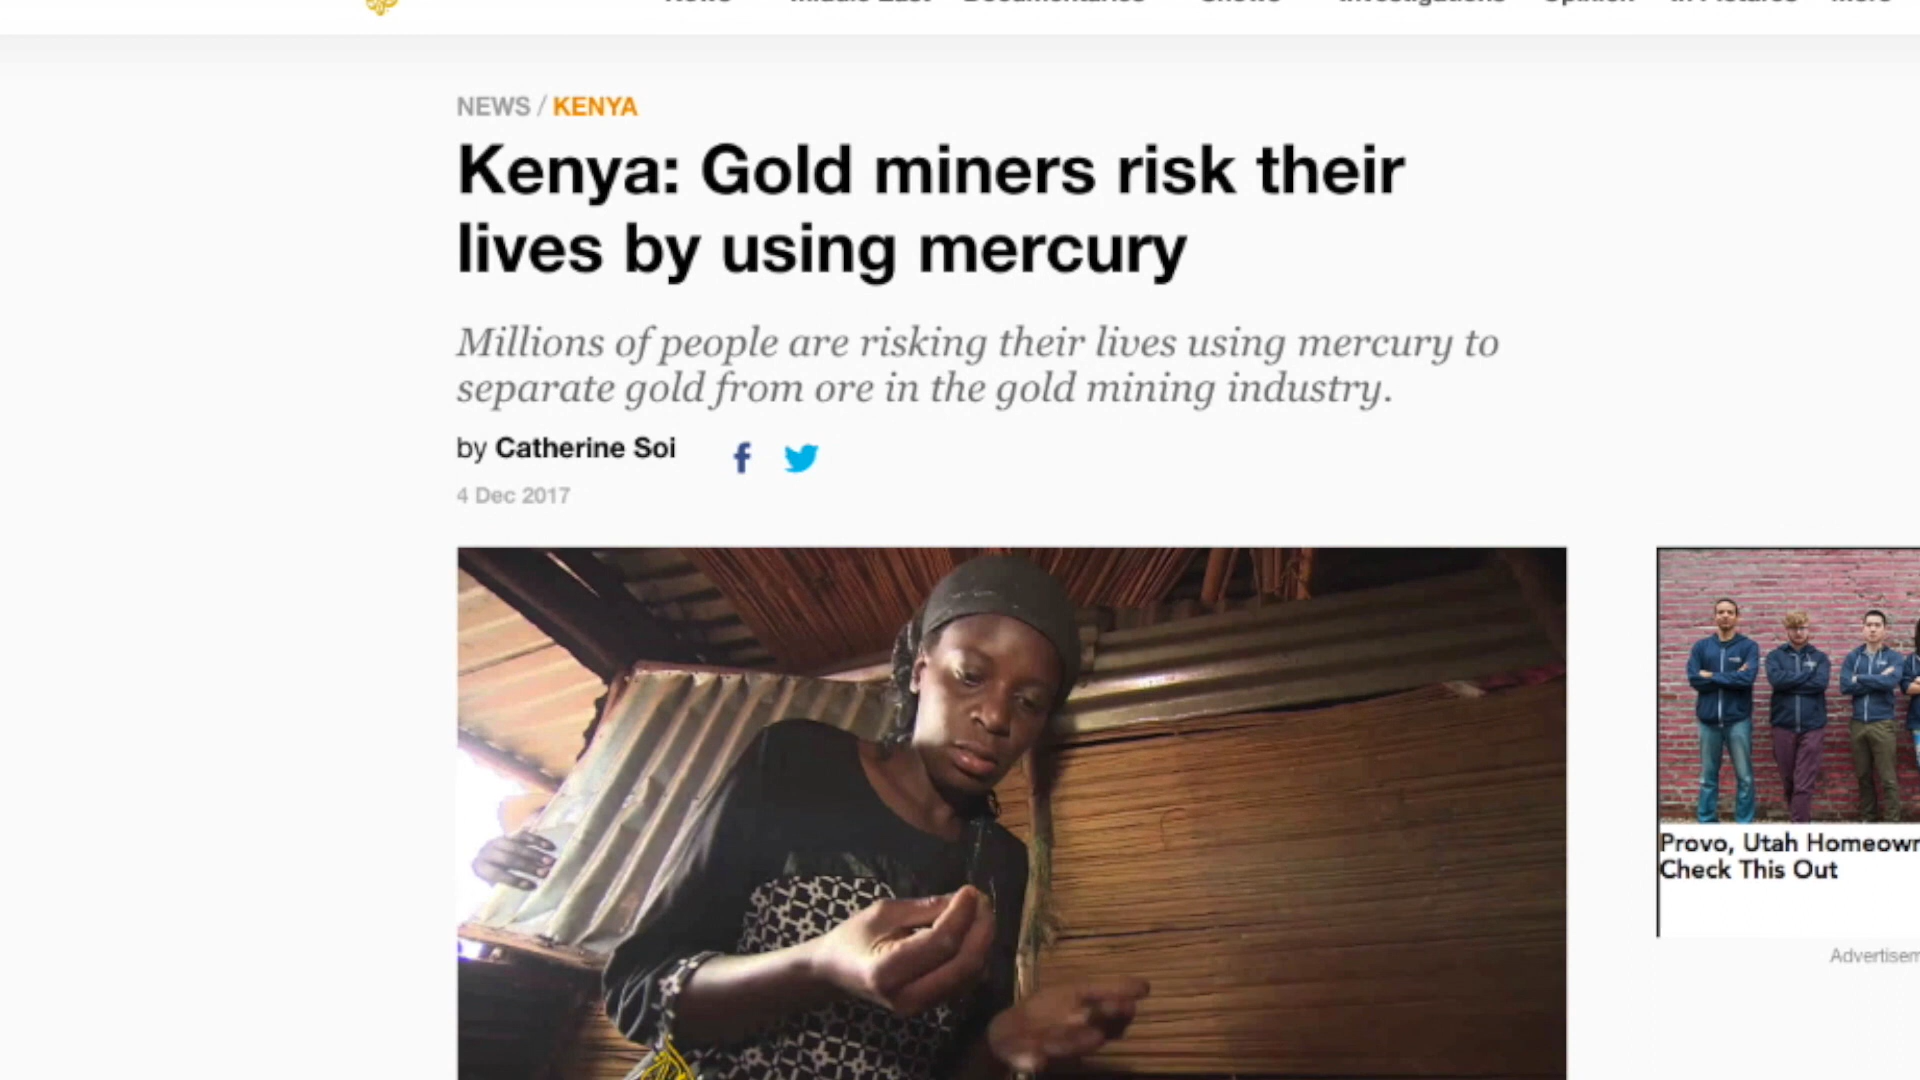 NEWS / KENYA
Kenya: Gold miners risk their
lives by using mercury
Millions of people are risking their lives using mercury to
separate gold from ore in the gold mining industry.
by Catherine Soi
4 Dec 2017
Provo, Utah
Check This Out